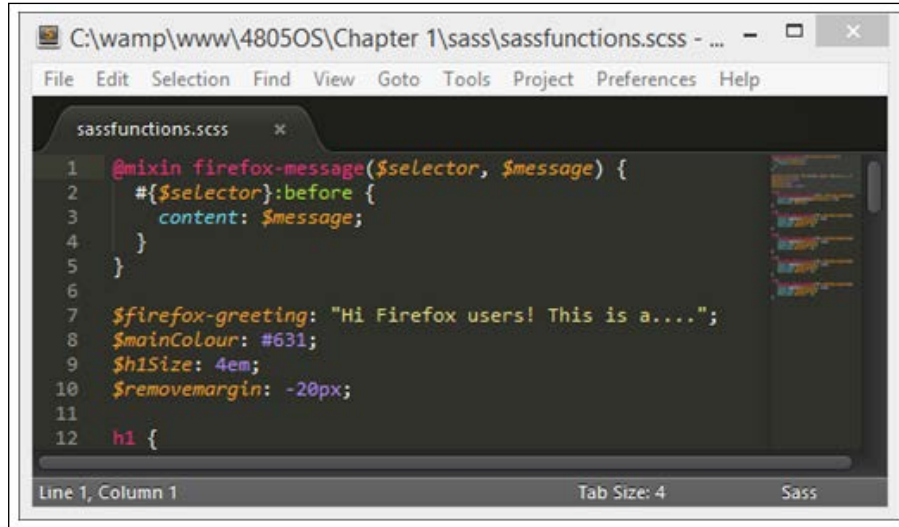 C:\wamp\www\4805OS\Chapter 1\sass\sassfunctions.scss - ...
File Edit Selection Find View Goto Tools Project Preferences Help
sassfunctions.scss ×
1 @mixin firefox-message($selector, $message) {
2 #{$selector}:before {
3 content: $message;
4 }
5 }
6
7 $firefox-greeting: "Hi Firefox users! This is a....";
8 $mainColour: #631;
9 $h1Size: 4em;
10 $removemargin: -20px;
11
12 h1 {
Line 1, Column 1 Tab Size: 4 Sass